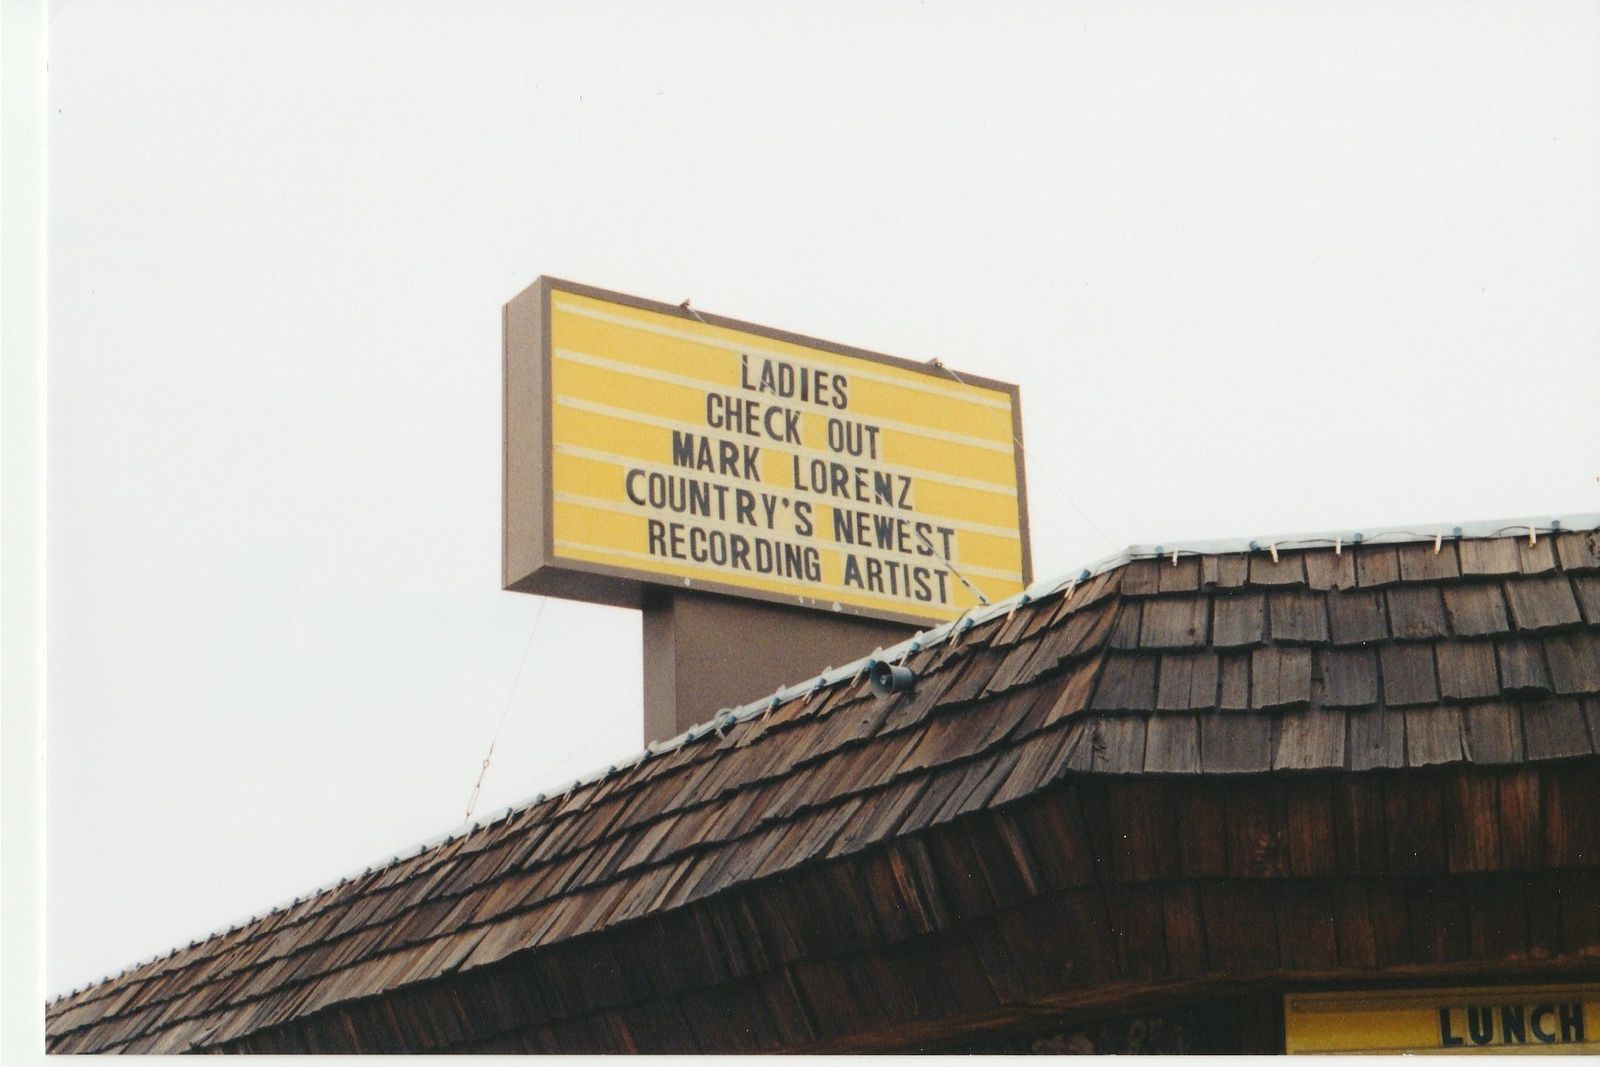 LADIES
CHECK OUT
MARK LORENZ
COUNTRY'S NEWEST
RECORDING ARTIST
LUNCH